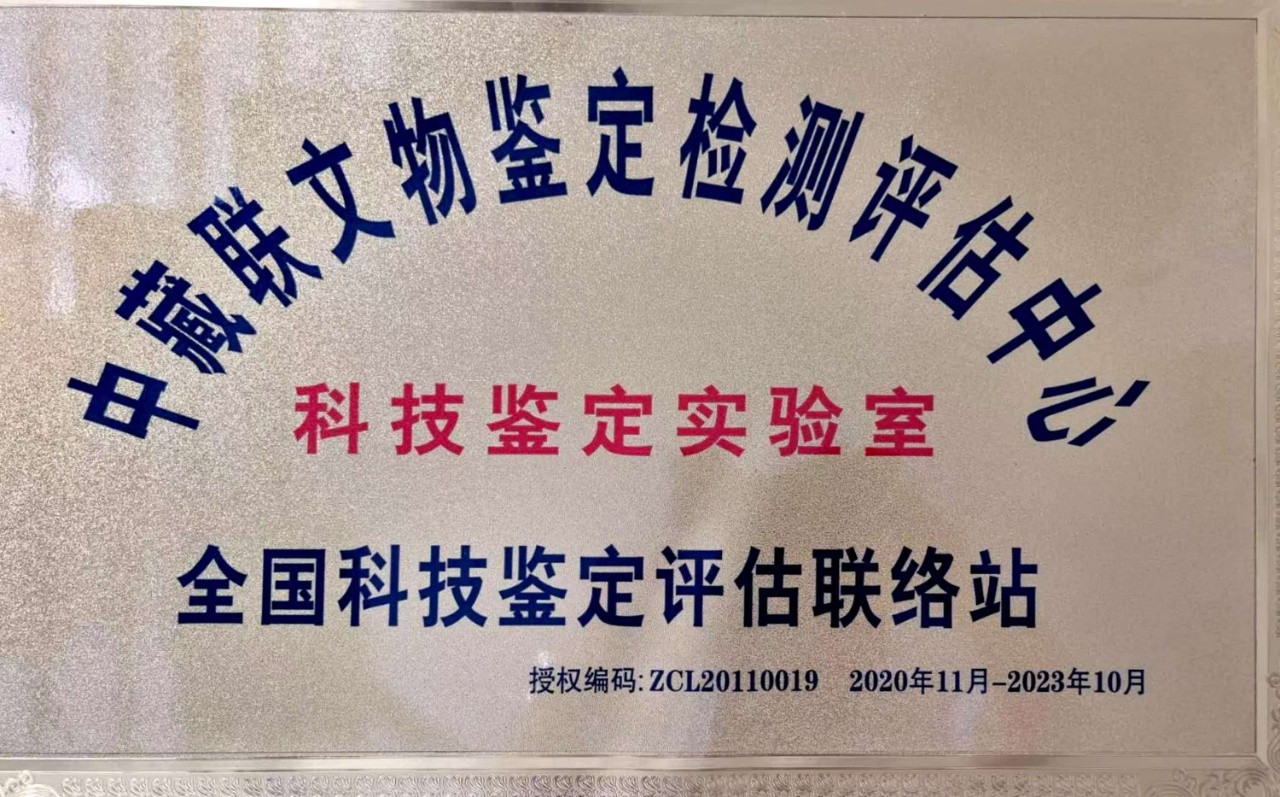 中藏联文物鉴定检测评估中心
科技鉴定实验室
全国科技鉴定评估联络站
授权编码:ZCL20110019 2020年11月-2023年10月